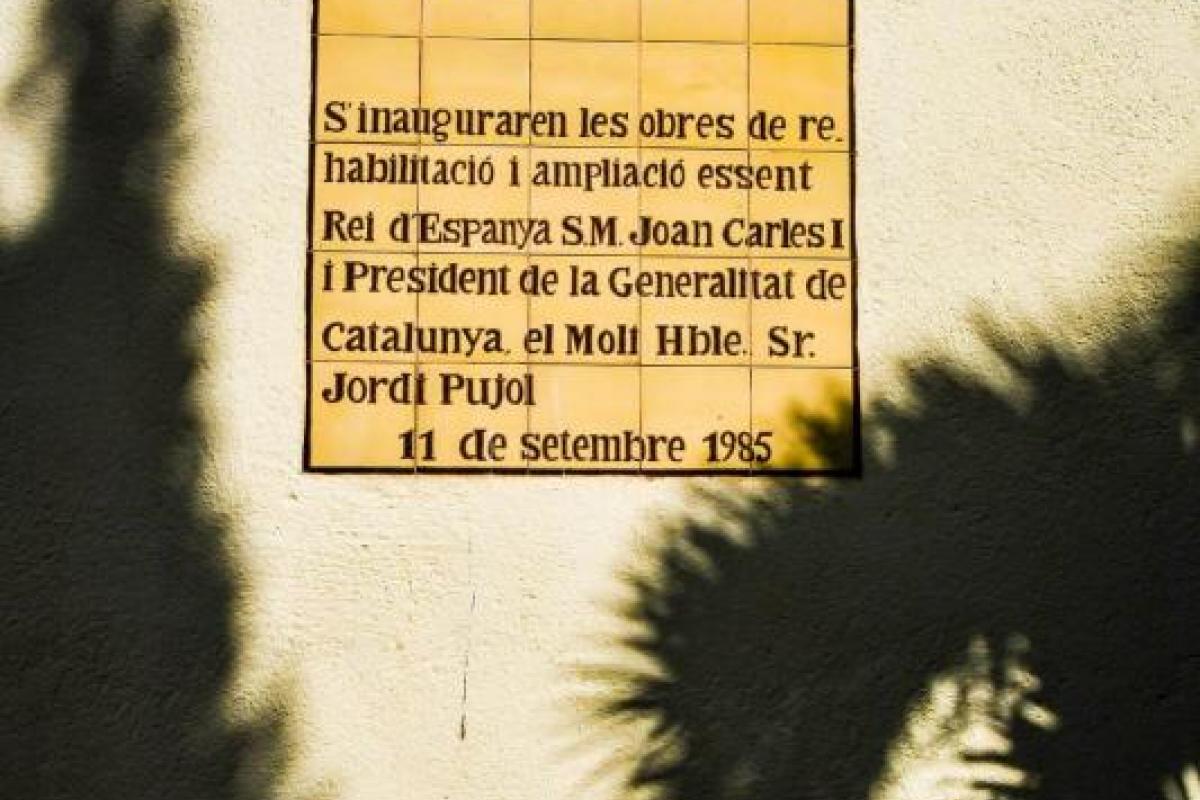 S'inauguraren les obres de re-
habilitació i ampliació essent
Rei d'Espanya S.M. Joan Carles I
i President de la Generalitat de
Catalunya, el Molt Hble. Sr.
Jordi Pujol
11 de setembre 1985